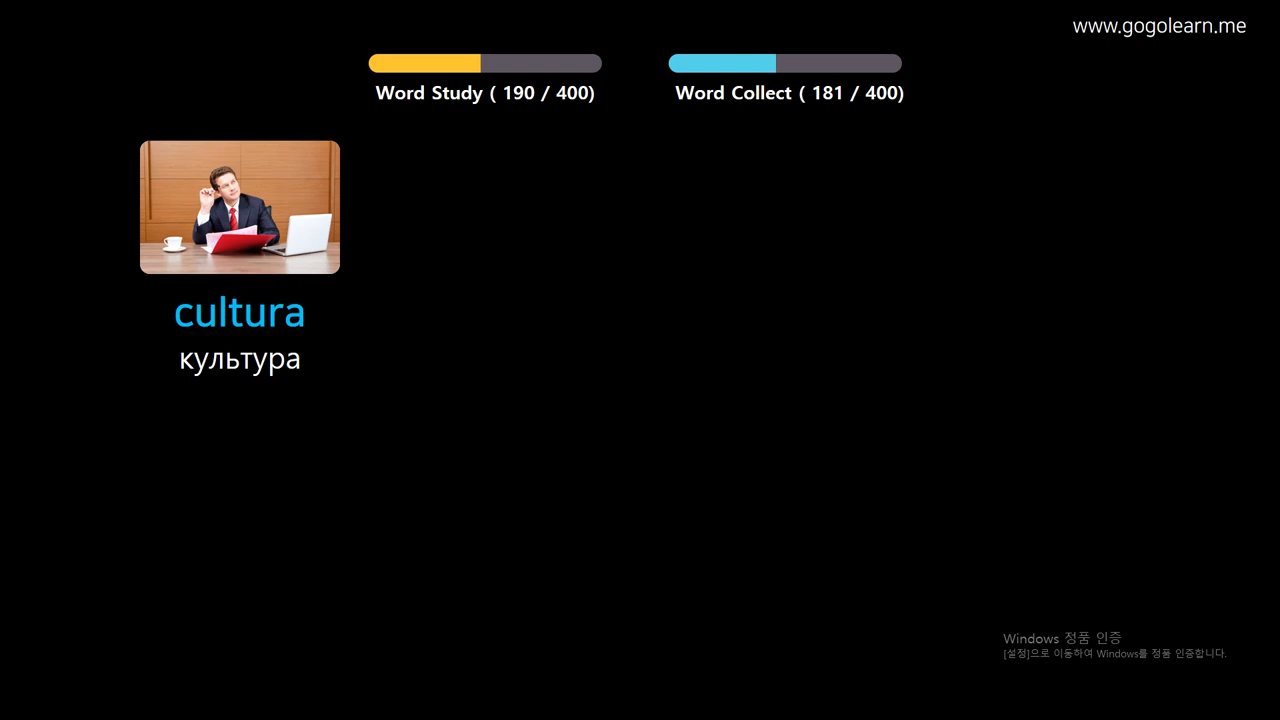 www.gogolearn.me
Word Study ( 190 / 400)
Word Collect ( 181 / 400)
cultura
культура
Windows 정품 인증
[설정]으로 이동하여 Windows를 정품 인증합니다.